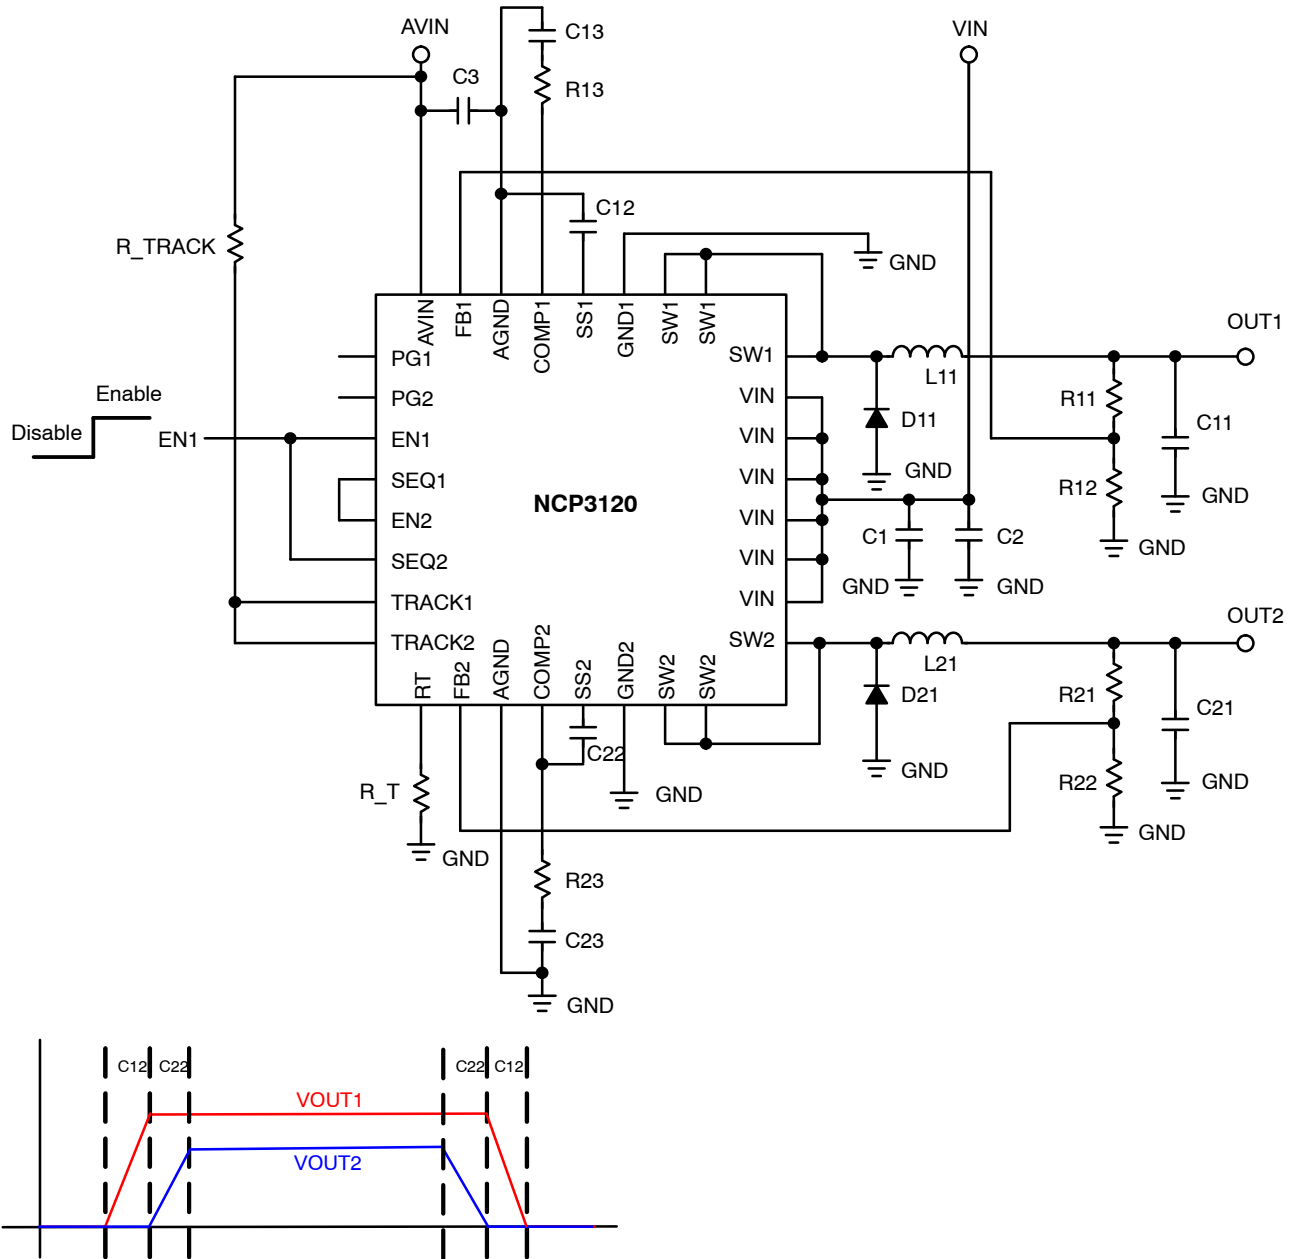 AVIN
C13
C3
R13
VIN
C12
R_TRACK
GND
AVIN
FB1
AGND
COMP1
SS1
GND1
SW1
SW1
OUT1
PG1
SW1
L11
Enable
PG2
VIN
R11
D11
C11
Disable
EN1
EN1
VIN
SEQ1
VIN
GND
R12
GND
NCP3120
EN2
VIN
C1
C2
GND
SEQ2
VIN
GND
GND
TRACK1
VIN
OUT2
TRACK2
SW2
L21
RT
FB2
AGND
COMP2
SS2
GND2
SW2
SW2
R21
D21
C21
C22
GND
R22
GND
R_T
GND
GND
GND
R23
C23
GND
C12
C22
C22
C12
VOUT1
VOUT2